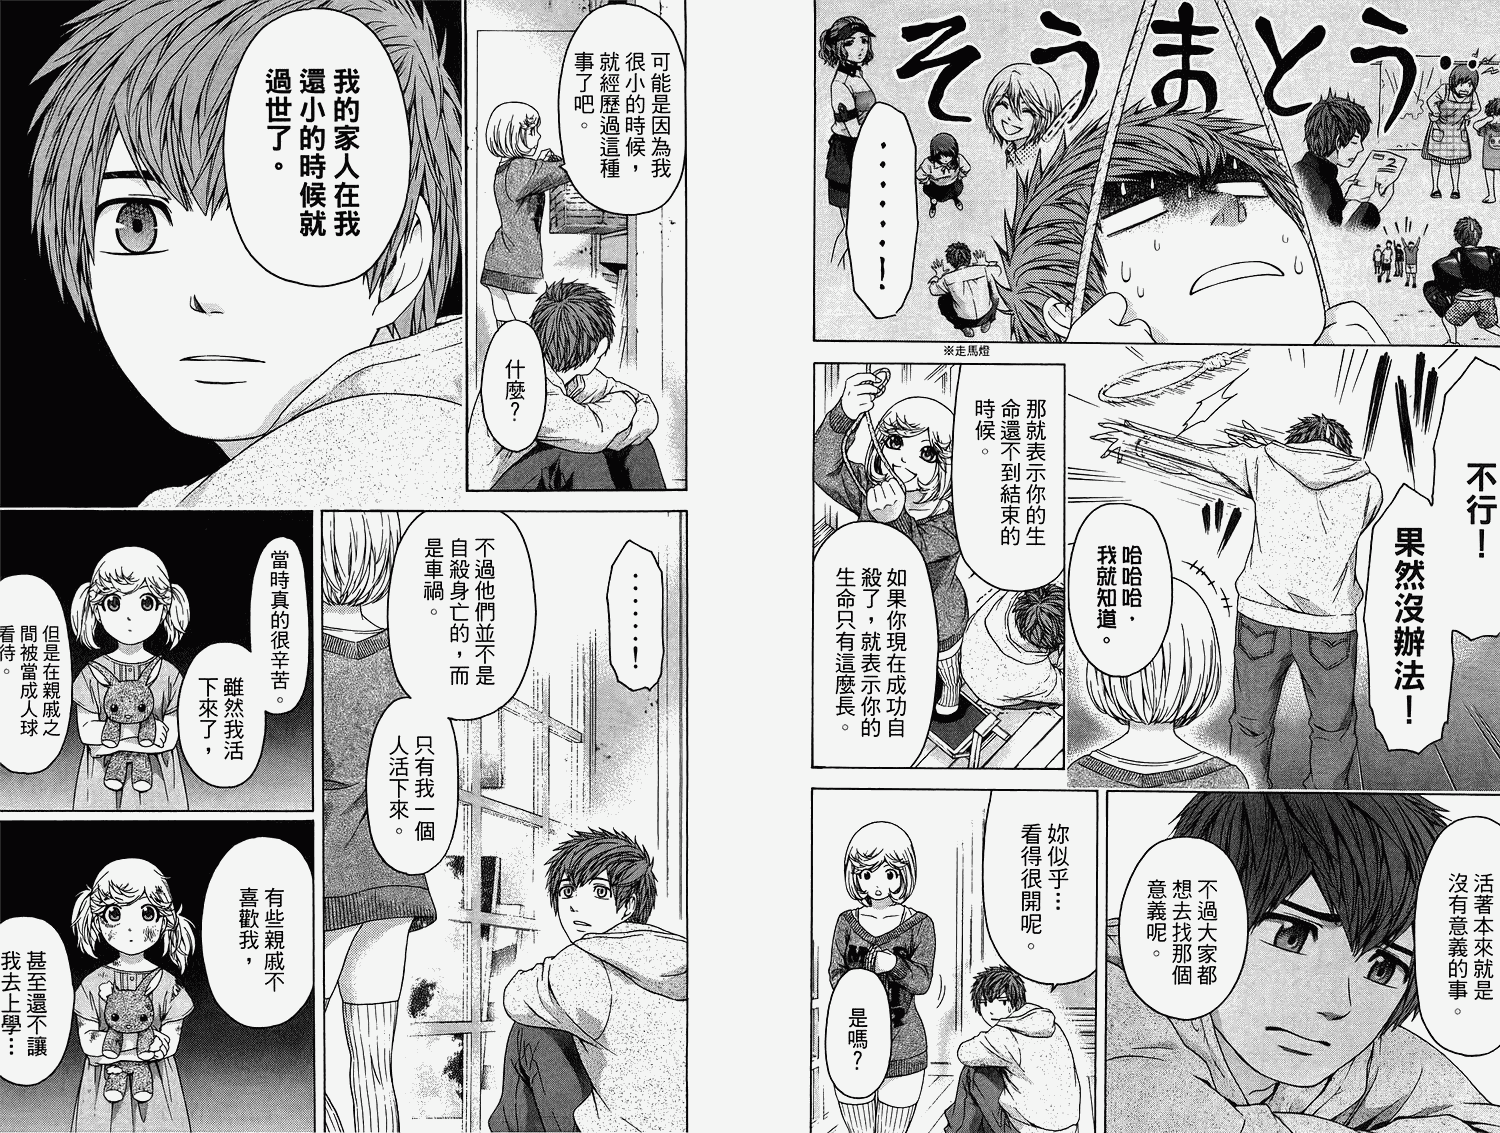 そうまとう‥
‥‥‥‥!
※走馬燈
不行!
果然沒辦法!
哈哈哈,
我就知道。
那就表示你的生
命還不到結束的
時候。
如果你現在成功自
殺了,就表示你的
生命只有這麼長。
活著本來就是
沒有意義的事。
不過大家都
想去找那個
意義呢。
妳似乎…
看得很開呢。
是嗎?
可能是因為我
很小的時候,
就經歷過這種
事了吧。
什麼?
我的家人在我
還小的時候就
過世了。
‥‥‥!
不過他們並不是
自殺身亡的,而
是車禍。
只有我一個
人活下來。
當時真的很辛苦。
雖然我活
下來了,
但是在親戚之
間被當成人球
看待。
有些親戚不
喜歡我,
甚至還不讓
我去上學…